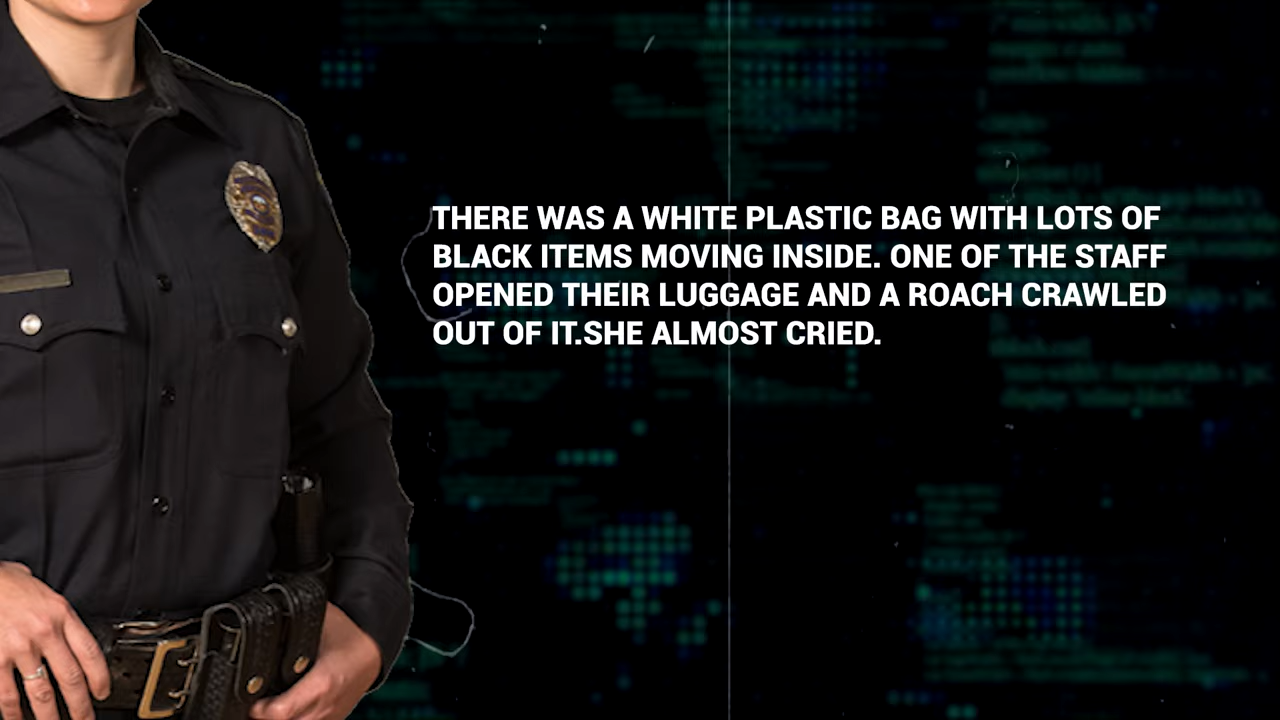 THERE WAS A WHITE PLASTIC BAG WITH LOTS OF
BLACK ITEMS MOVING INSIDE. ONE OF THE STAFF
OPENED THEIR LUGGAGE AND A ROACH CRAWLED
OUT OF IT.SHE ALMOST CRIED.